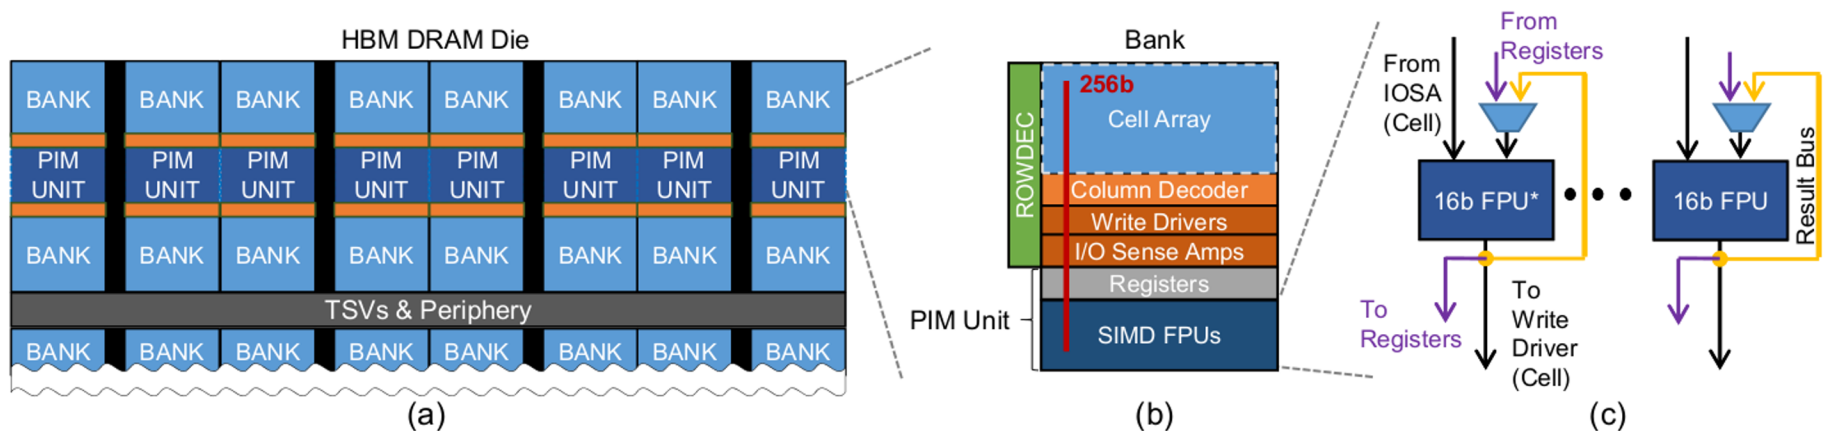 HBM DRAM Die
BANK BANK BANK BANK BANK BANK BANK BANK
PIM UNIT PIM UNIT PIM UNIT PIM UNIT PIM UNIT PIM UNIT PIM UNIT PIM UNIT
BANK BANK BANK BANK BANK BANK BANK BANK
TSVs & Periphery
BANK BANK BANK BANK BANK BANK BANK BANK
(a)
Bank
ROWDEC
256b
Cell Array
Column Decoder
Write Drivers
I/O Sense Amps
Registers
PIM Unit
SIMD FPUs
(b)
From
Registers
From
IOSA
(Cell)
16b FPU*
16b FPU
Result Bus
To
Registers
To
Write
Driver
(Cell)
(c)